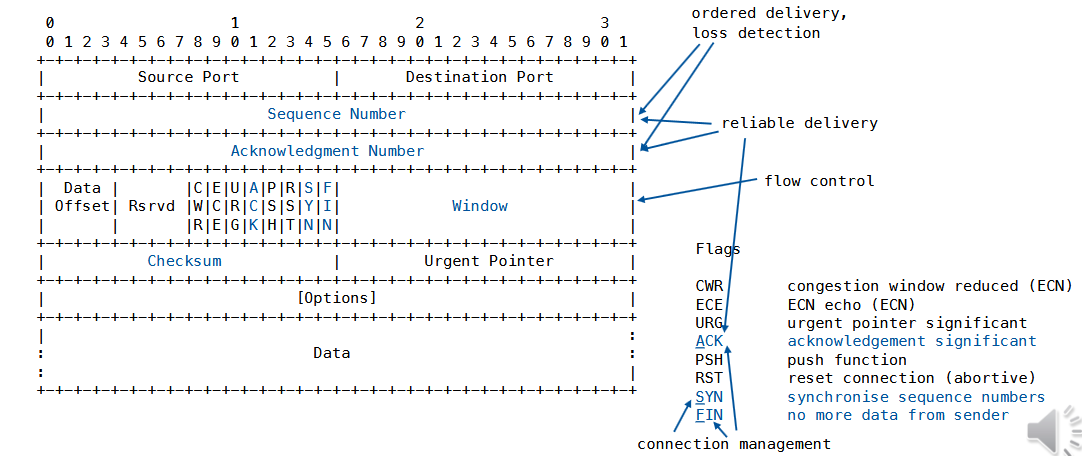 0                   1                   2                   3
0 1 2 3 4 5 6 7 8 9 0 1 2 3 4 5 6 7 8 9 0 1 2 3 4 5 6 7 8 9 0 1
+-+-+-+-+-+-+-+-+-+-+-+-+-+-+-+-+-+-+-+-+-+-+-+-+-+-+-+-+-+-+-+-+
|          Source Port          |       Destination Port        |
+-+-+-+-+-+-+-+-+-+-+-+-+-+-+-+-+-+-+-+-+-+-+-+-+-+-+-+-+-+-+-+-+
|                        Sequence Number                        |
+-+-+-+-+-+-+-+-+-+-+-+-+-+-+-+-+-+-+-+-+-+-+-+-+-+-+-+-+-+-+-+-+
|                    Acknowledgment Number                      |
+-+-+-+-+-+-+-+-+-+-+-+-+-+-+-+-+-+-+-+-+-+-+-+-+-+-+-+-+-+-+-+-+
|  Data |       |C|E|U|A|P|R|S|F|                               |
| Offset| Rsrvd |W|C|R|C|S|S|Y|I|            Window             |
|       |       |R|E|G|K|H|T|N|N|                               |
+-+-+-+-+-+-+-+-+-+-+-+-+-+-+-+-+-+-+-+-+-+-+-+-+-+-+-+-+-+-+-+-+
|           Checksum            |         Urgent Pointer        |
+-+-+-+-+-+-+-+-+-+-+-+-+-+-+-+-+-+-+-+-+-+-+-+-+-+-+-+-+-+-+-+-+
|                           [Options]                           |
+-+-+-+-+-+-+-+-+-+-+-+-+-+-+-+-+-+-+-+-+-+-+-+-+-+-+-+-+-+-+-+-+
|                                                               :
:                             Data                              :
:                                                               |
+-+-+-+-+-+-+-+-+-+-+-+-+-+-+-+-+-+-+-+-+-+-+-+-+-+-+-+-+-+-+-+-+
ordered delivery,
loss detection
reliable delivery
flow control
Flags
CWR congestion window reduced (ECN)
ECE ECN echo (ECN)
URG urgent pointer significant
ACK acknowledgement significant
PSH push function
RST reset connection (abortive)
SYN synchronise sequence numbers
FIN no more data from sender
connection management